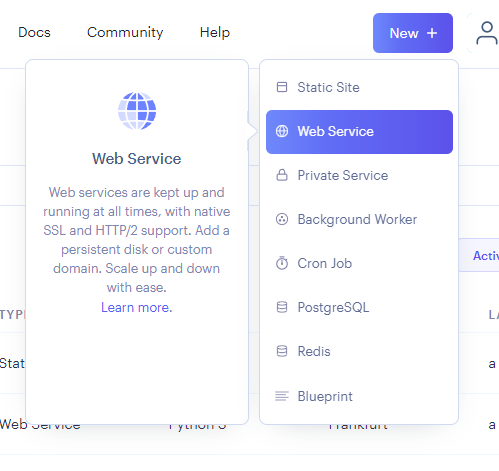 Docs
Community
Help
New +
Web Service
Web services are kept up and
running at all times, with native
SSL and HTTP/2 support. Add a
persistent disk or custom
domain. Scale up and down
with ease.
Learn more.
Static Site
Web Service
Private Service
Background Worker
Cron Job
PostgreSQL
Redis
Blueprint
Activ
TYP
LA
Stat
a
Web Service
Python 3
Frankfurt
a